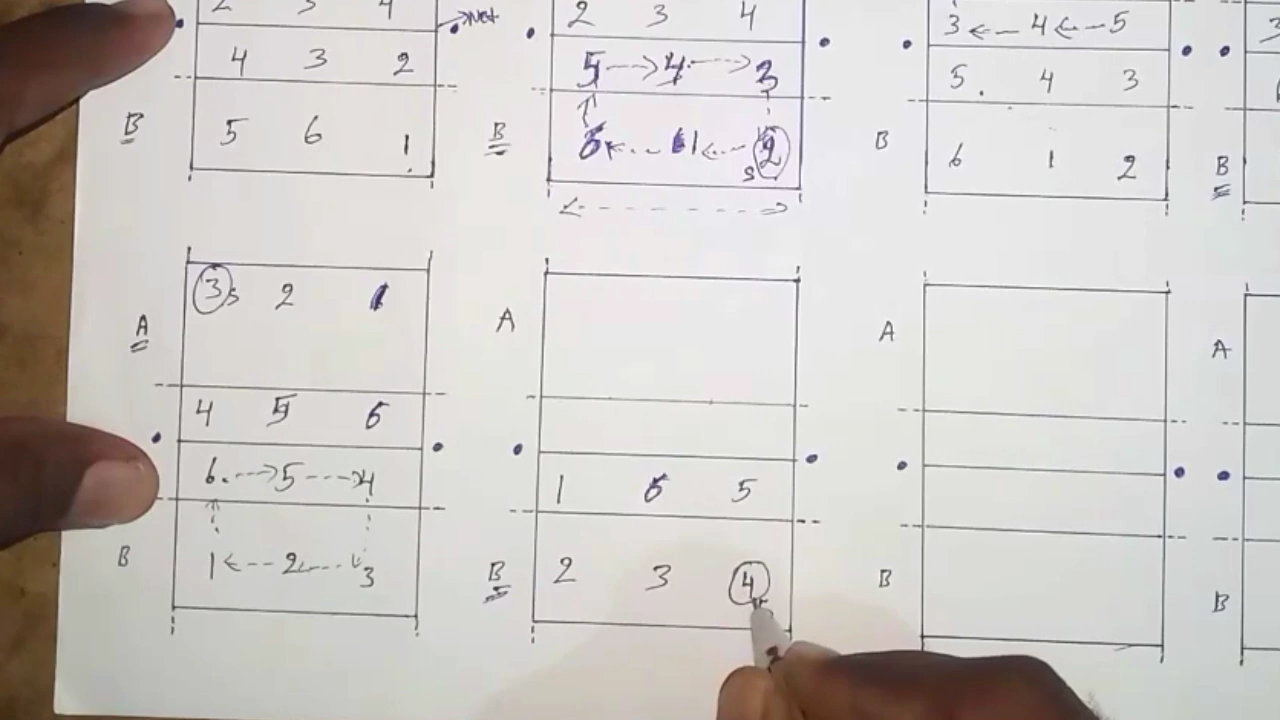 2 3 4 → Net
4 3 2
B
5 6 1
2 3 4
5 → 4 → 3
B
6 ← 1 ← 2
s
3 ← 4 ← 5
5. 4 3
B
6 1 2
B
3s 2 1
A
4 5 6
6. → 5 → 4
B
1 ← 2 ← 3
A
1 6 5
B
2 3 4
A
B
A
B